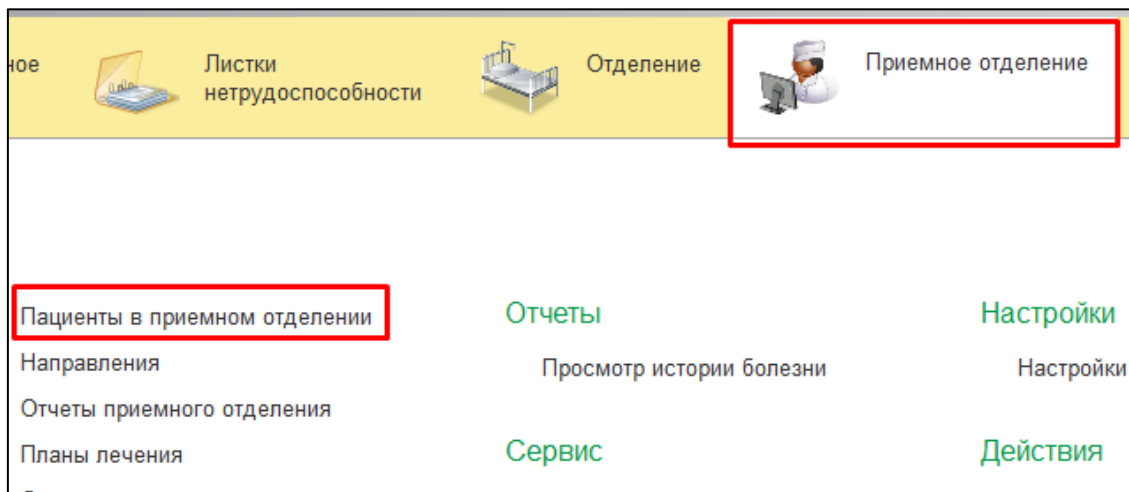 Листки
нетрудоспособности
Отделение
Приемное отделение
Пациенты в приемном отделении
Отчеты
Настройки
Направления
Просмотр истории болезни
Настройки
Отчеты приемного отделения
Планы лечения
Сервис
Действия